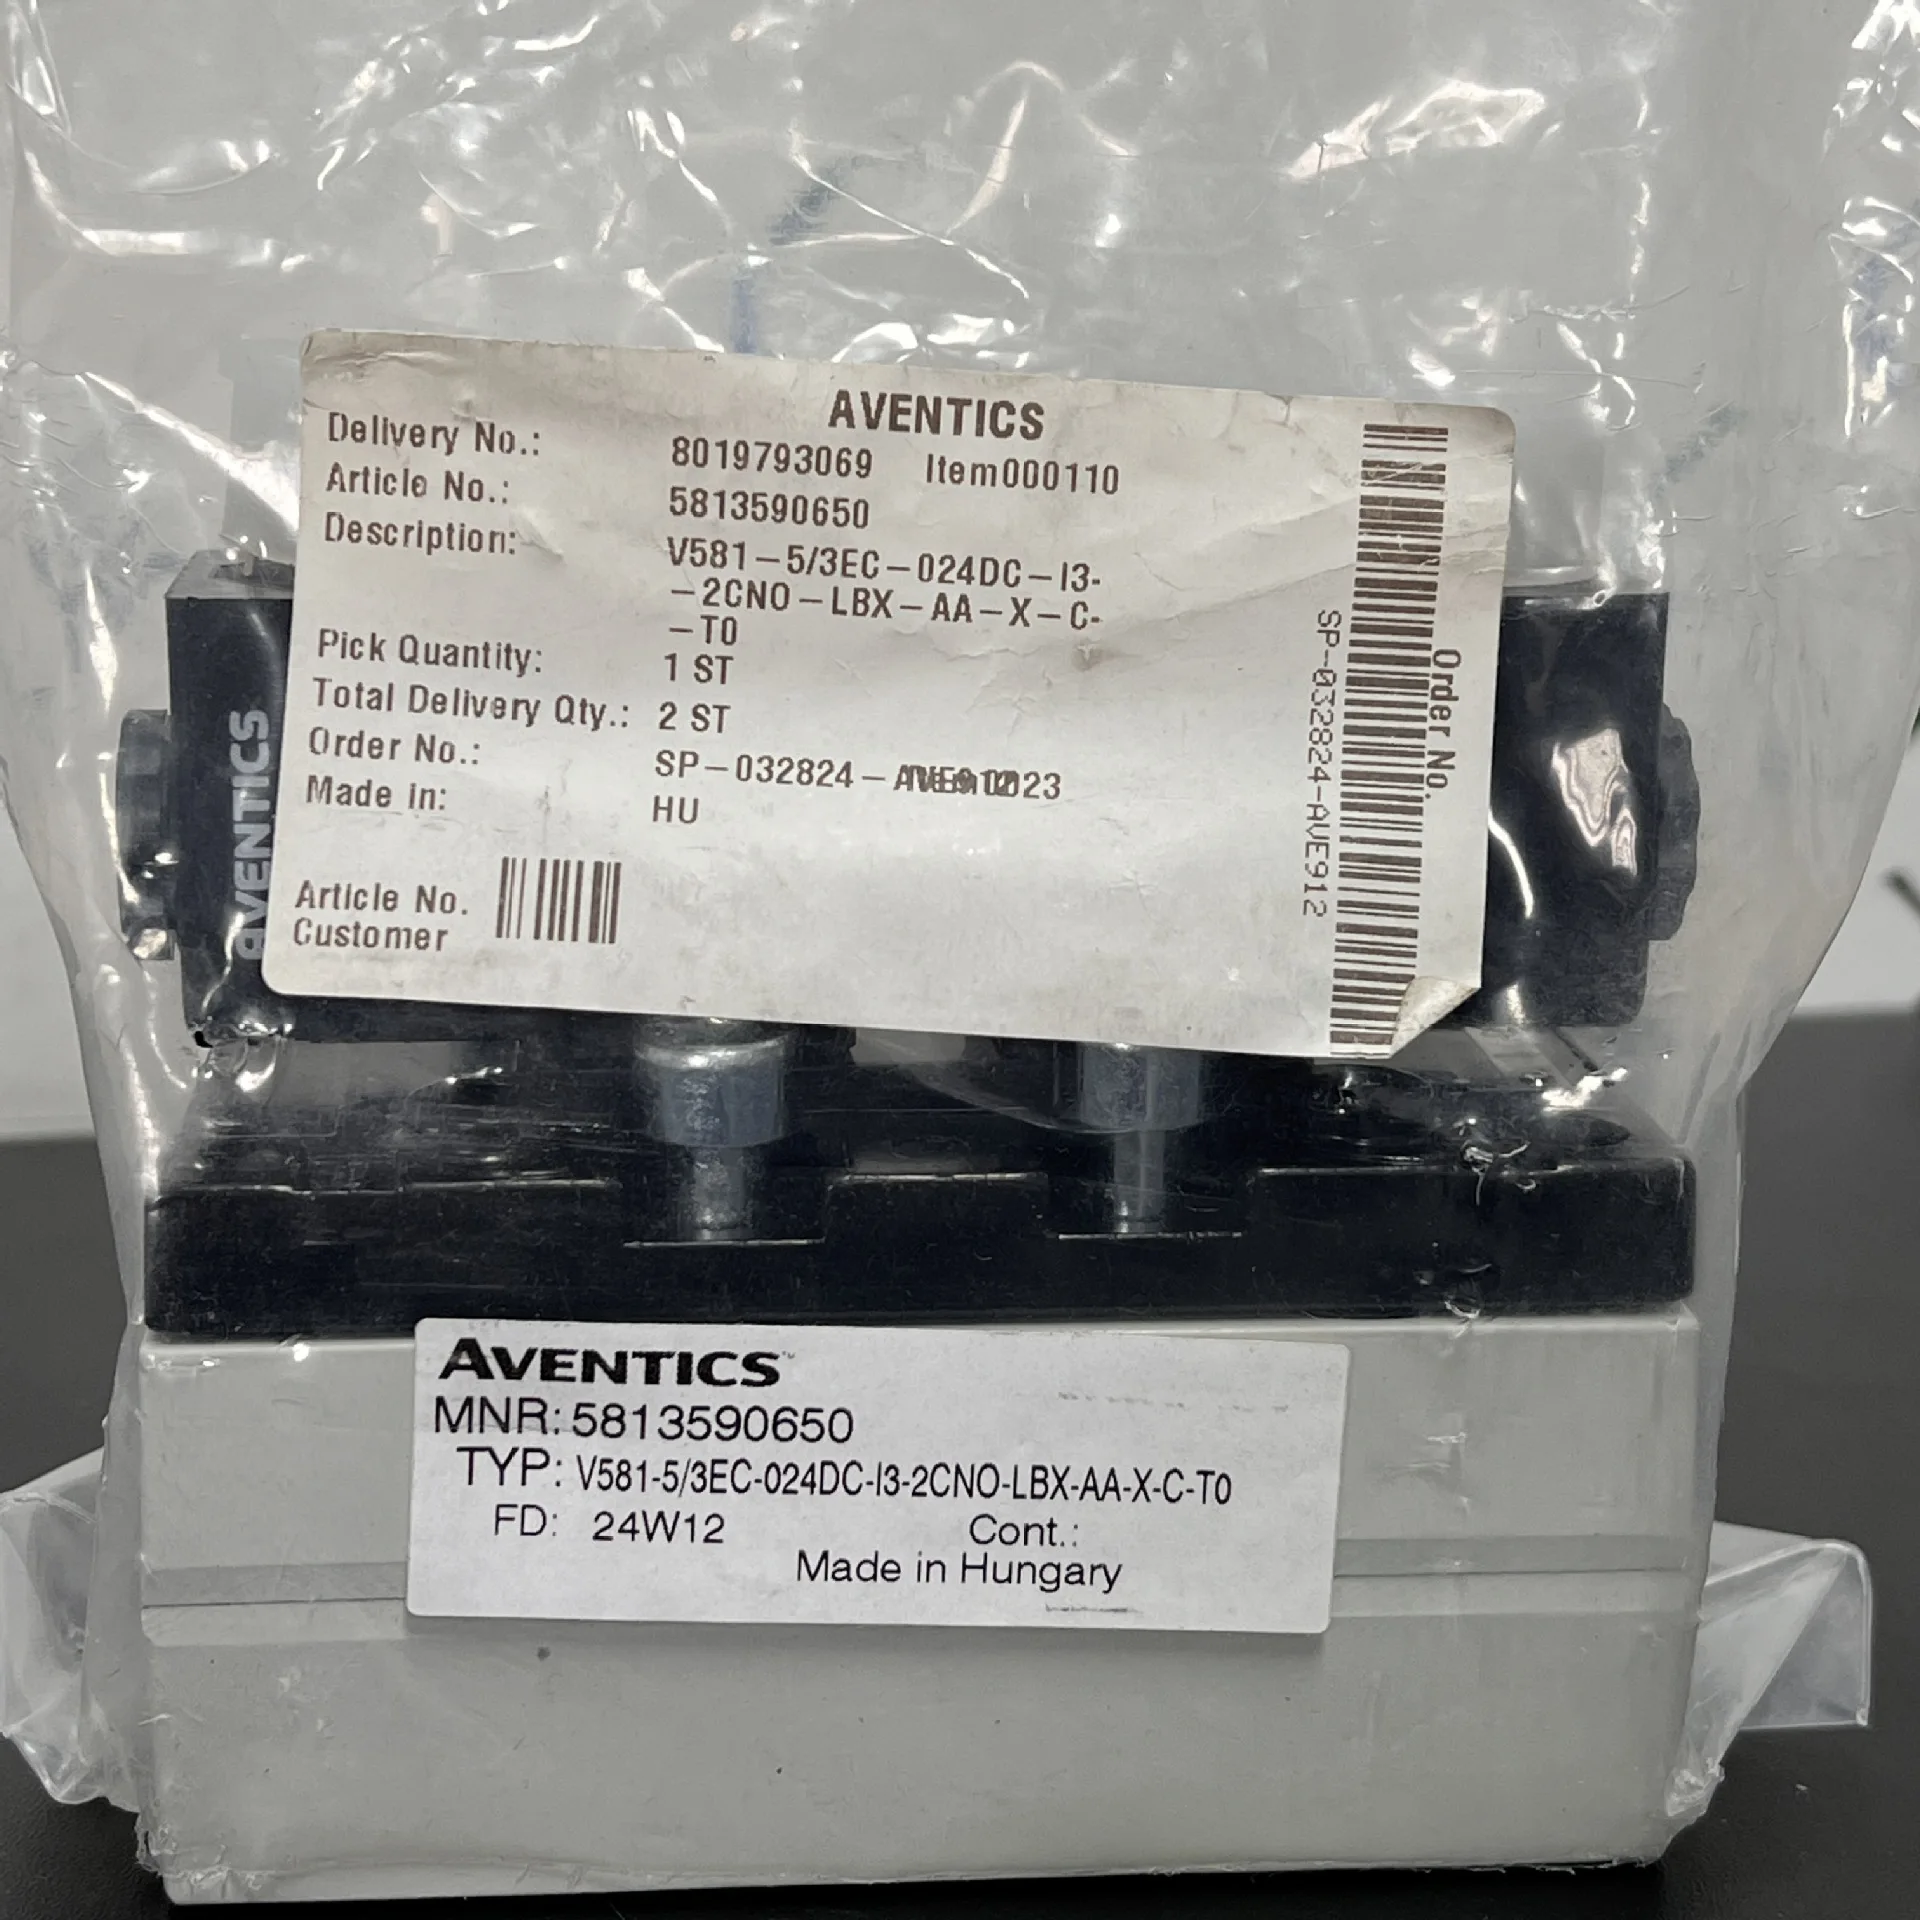 AVENTICS
Delivery No.: 8019793069 Item000110
Article No.: 5813590650
Description: V581-5/3EC-024DC-I3-
-2CNO-LBX-AA-X-C-
-T0
Pick Quantity: 1 ST
Total Delivery Qty.: 2 ST
Order No.: SP-032824-
Made in: HU
Article No.
Customer
Order No.
SP-032824-AVE912
AVENTICS
AVENTICS™
MNR: 5813590650
TYP: V581-5/3EC-024DC-I3-2CNO-LBX-AA-X-C-T0
FD: 24W12 Cont.:
Made in Hungary